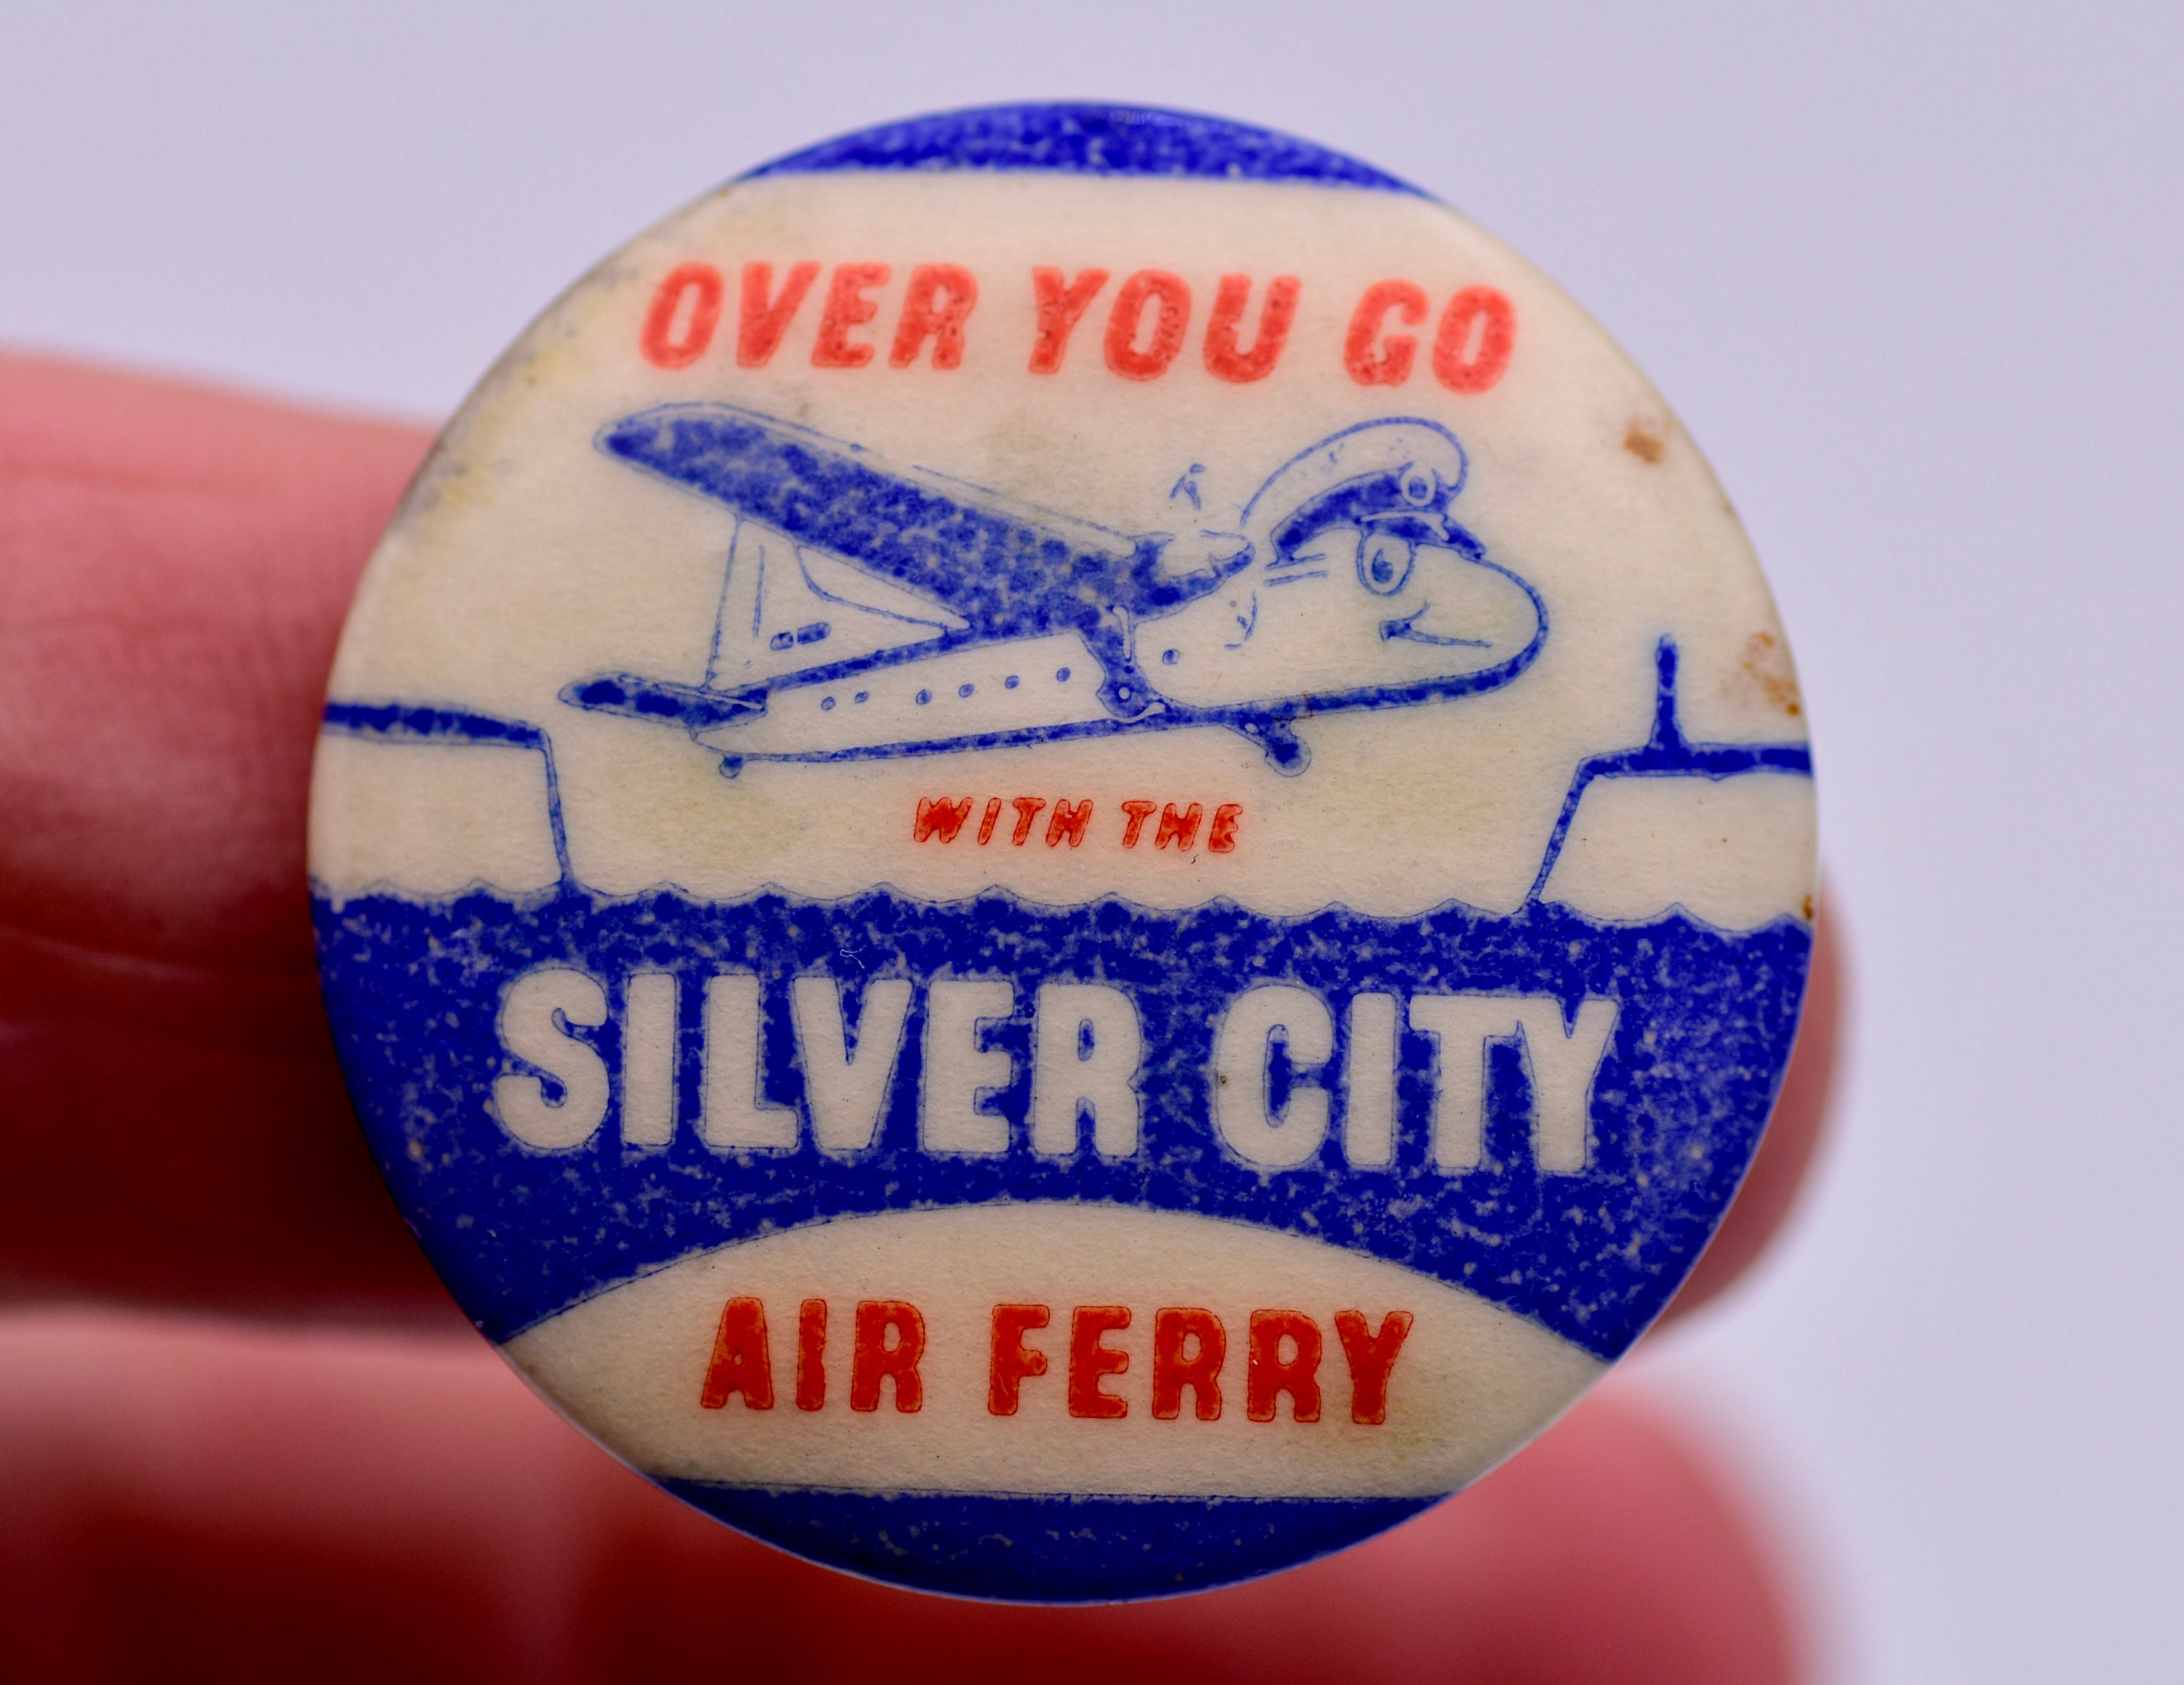 OVER YOU GO
WITH THE
SILVER CITY
AIR FERRY